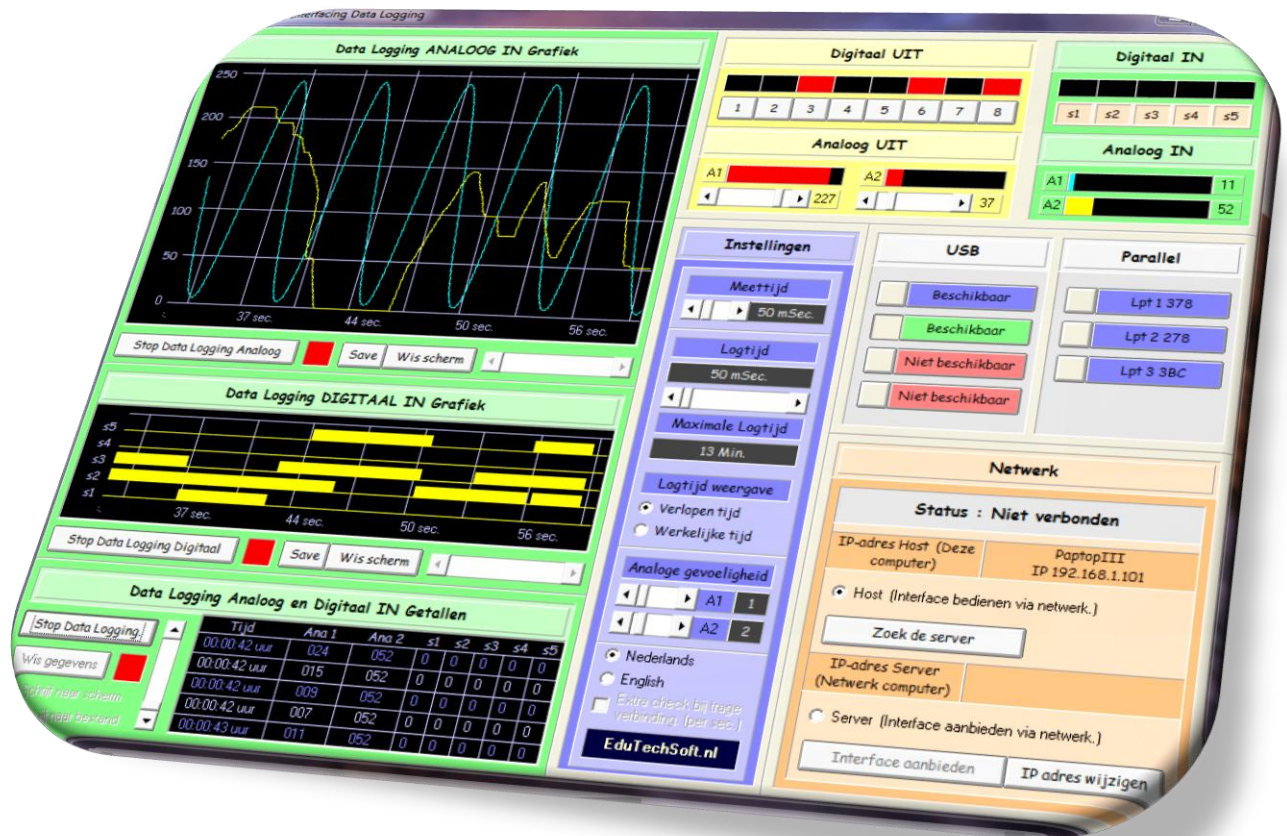 Interfacing Data Logging
Data Logging ANALOOG IN Grafiek
250
200
150
100
50
0
37 sec.
44 sec.
50 sec.
56 sec.
Stop Data Logging Analoog
Save
Wis scherm
Data Logging DIGITAAL IN Grafiek
s5
s4
s3
s2
s1
37 sec.
44 sec.
50 sec.
56 sec.
Stop Data Logging Digitaal
Save
Wis scherm
Data Logging Analoog en Digitaal IN Getallen
Stop Data Logging.
Wis gegevens
naar scherm
naar bestand
Tijd Ana 1 Ana 2 s1 s2 s3 s4 s5
00:00:42 uur 024 052 0 0 0 0 0
00:00:42 uur 015 052 0 0 0 0 0
00:00:42 uur 009 052 0 0 0 0 0
00:00:42 uur 007 052 0 0 0 0 0
00:00:43 uur 011 052 0 0 0 0 0
Digitaal UIT
1 2 3 4 5 6 7 8
Analoog UIT
A1
227
A2
37
Digitaal IN
s1 s2 s3 s4 s5
Analoog IN
A1 11
A2 52
Instellingen
Meettijd
50 mSec.
Logtijd
50 mSec.
Maximale Logtijd
13 Min.
Logtijd weergave
Verlopen tijd
Werkelijke tijd
Analoge gevoeligheid
A1 1
A2 2
Nederlands
English
Extra check bij trage
verbinding. (per sec.)
EduTechSoft.nl
USB
Beschikbaar
Beschikbaar
Niet beschikbaar
Niet beschikbaar
Parallel
Lpt 1 378
Lpt 2 278
Lpt 3 3BC
Netwerk
Status : Niet verbonden
IP-adres Host (Deze
computer)
PaptopIII
IP 192.168.1.101
Host (Interface bedienen via netwerk.)
Zoek de server
IP-adres Server
(Netwerk computer)
Server (Interface aanbieden via netwerk.)
Interface aanbieden
IP adres wijzigen